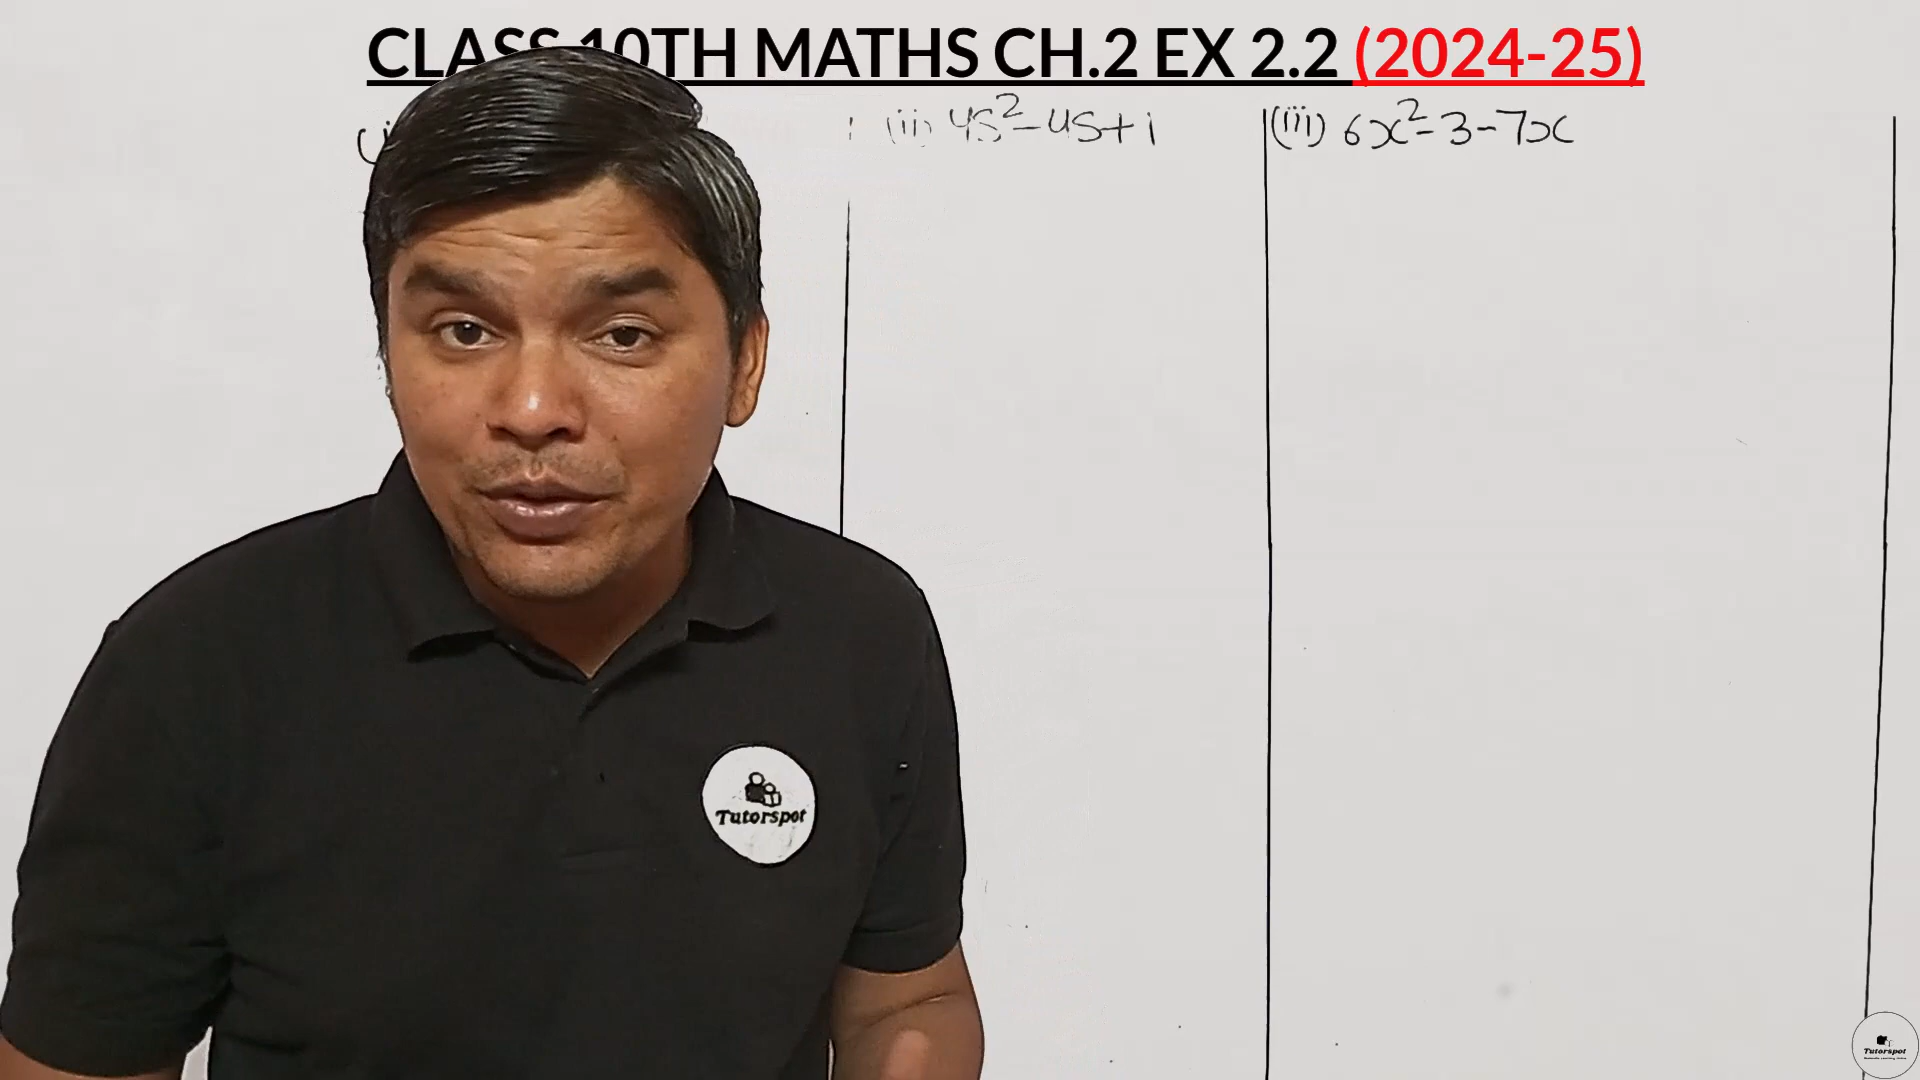 CLASS 10TH MATHS CH.2 EX 2.2 (2024-25)
(ii) 4s²-4s+1
(iii) 6x²-3-7x
Tutorspot
Tutorspot